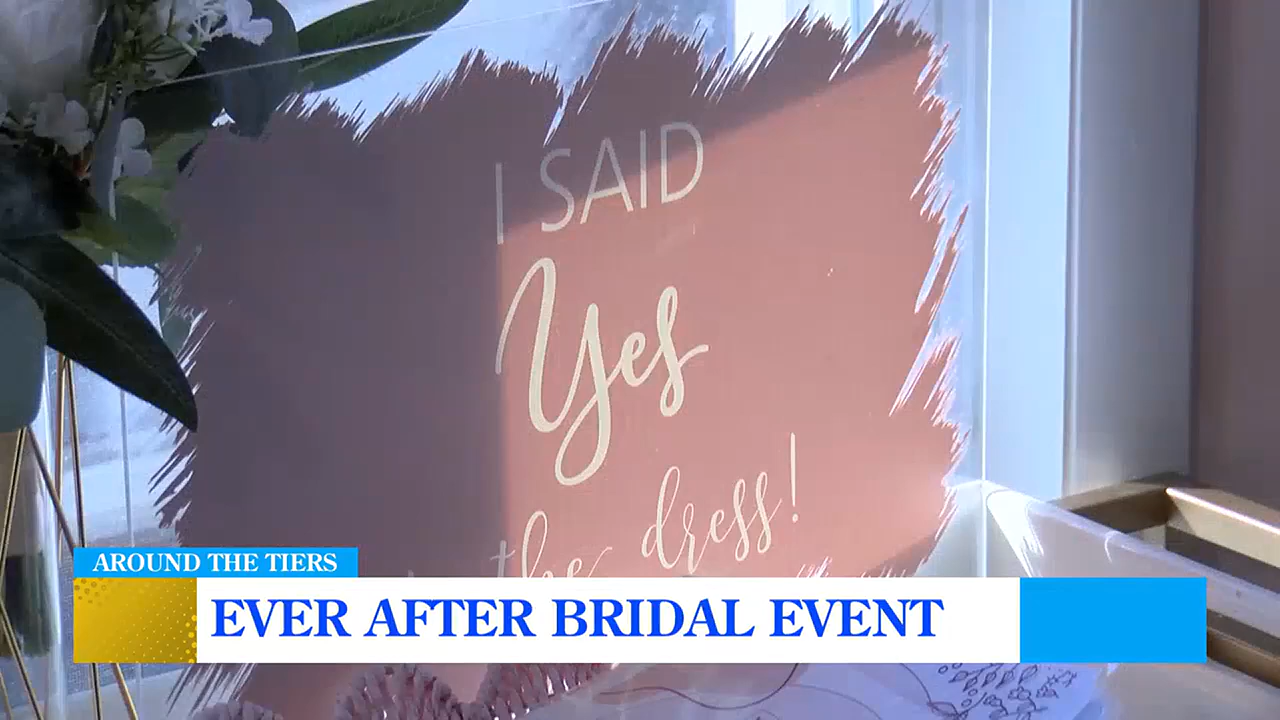 I SAID
Yes
the dress!
AROUND THE TIERS
EVER AFTER BRIDAL EVENT